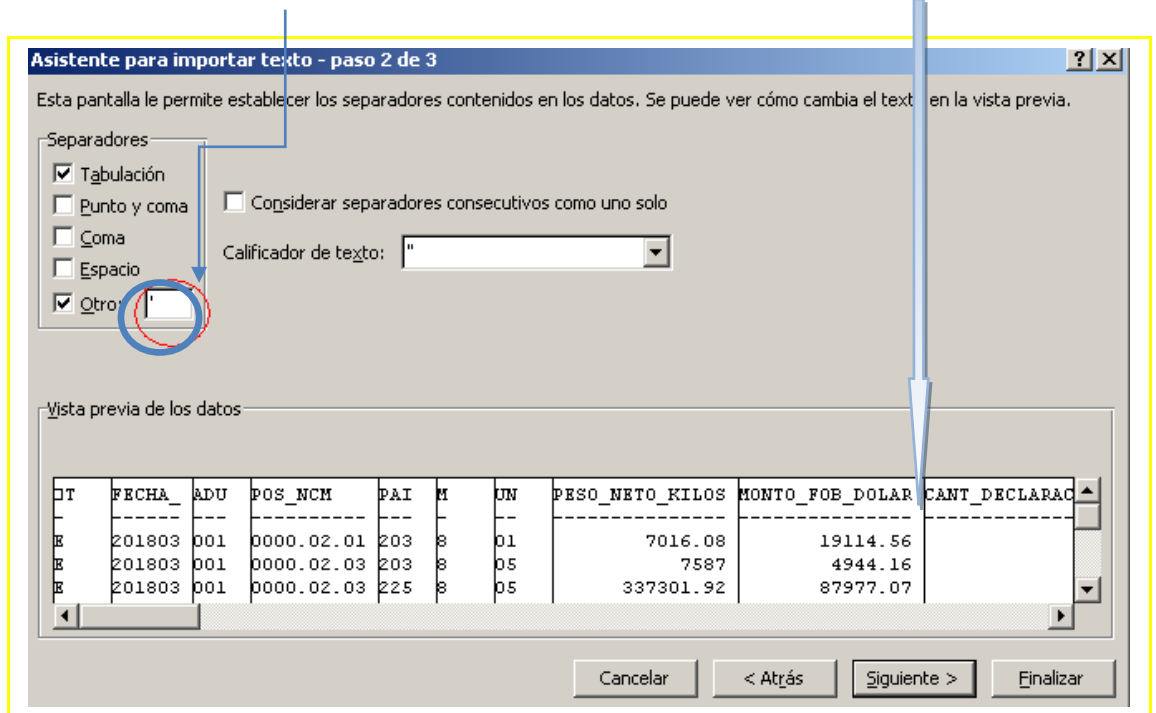 Asistente para importar texto - paso 2 de 3
Esta pantalla le permite establecer los separadores contenidos en los datos. Se puede ver cómo cambia el texto en la vista previa.
Separadores
Tabulación
Punto y coma
Considerar separadores consecutivos como uno solo
Coma
Calificador de texto: "
Espacio
Otro: '
Vista previa de los datos
OT FECHA_ ADU POS_NCM PAI M UN PESO_NETO_KILOS MONTO_FOB_DOLAR CANT_DECLARAC
- ------ --- ---------- --- - -- --------------- --------------- -------------
E 201803 001 0000.02.01 203 8 01 7016.08 19114.56
E 201803 001 0000.02.03 203 8 05 7587 4944.16
E 201803 001 0000.02.03 225 8 05 337301.92 87977.07
Cancelar < Atrás Siguiente > Finalizar